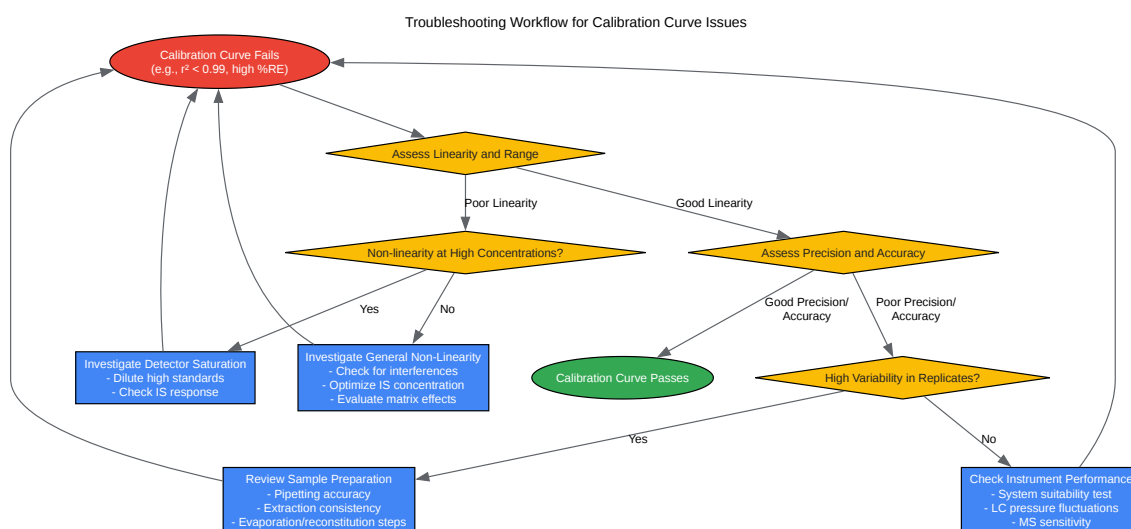 Troubleshooting Workflow for Calibration Curve Issues
Calibration Curve Fails
(e.g., r² < 0.99, high %RE)
Assess Linearity and Range
Poor Linearity
Good Linearity
Non-linearity at High Concentrations?
Assess Precision and Accuracy
Yes
No
Good Precision/
Accuracy
Poor Precision/
Accuracy
Investigate Detector Saturation
- Dilute high standards
- Check IS response
Investigate General Non-Linearity
- Check for interferences
- Optimize IS concentration
- Evaluate matrix effects
Calibration Curve Passes
High Variability in Replicates?
Yes
No
Review Sample Preparation
- Pipetting accuracy
- Extraction consistency
- Evaporation/reconstitution steps
Check Instrument Performance
- System suitability test
- LC pressure fluctuations
- MS sensitivity